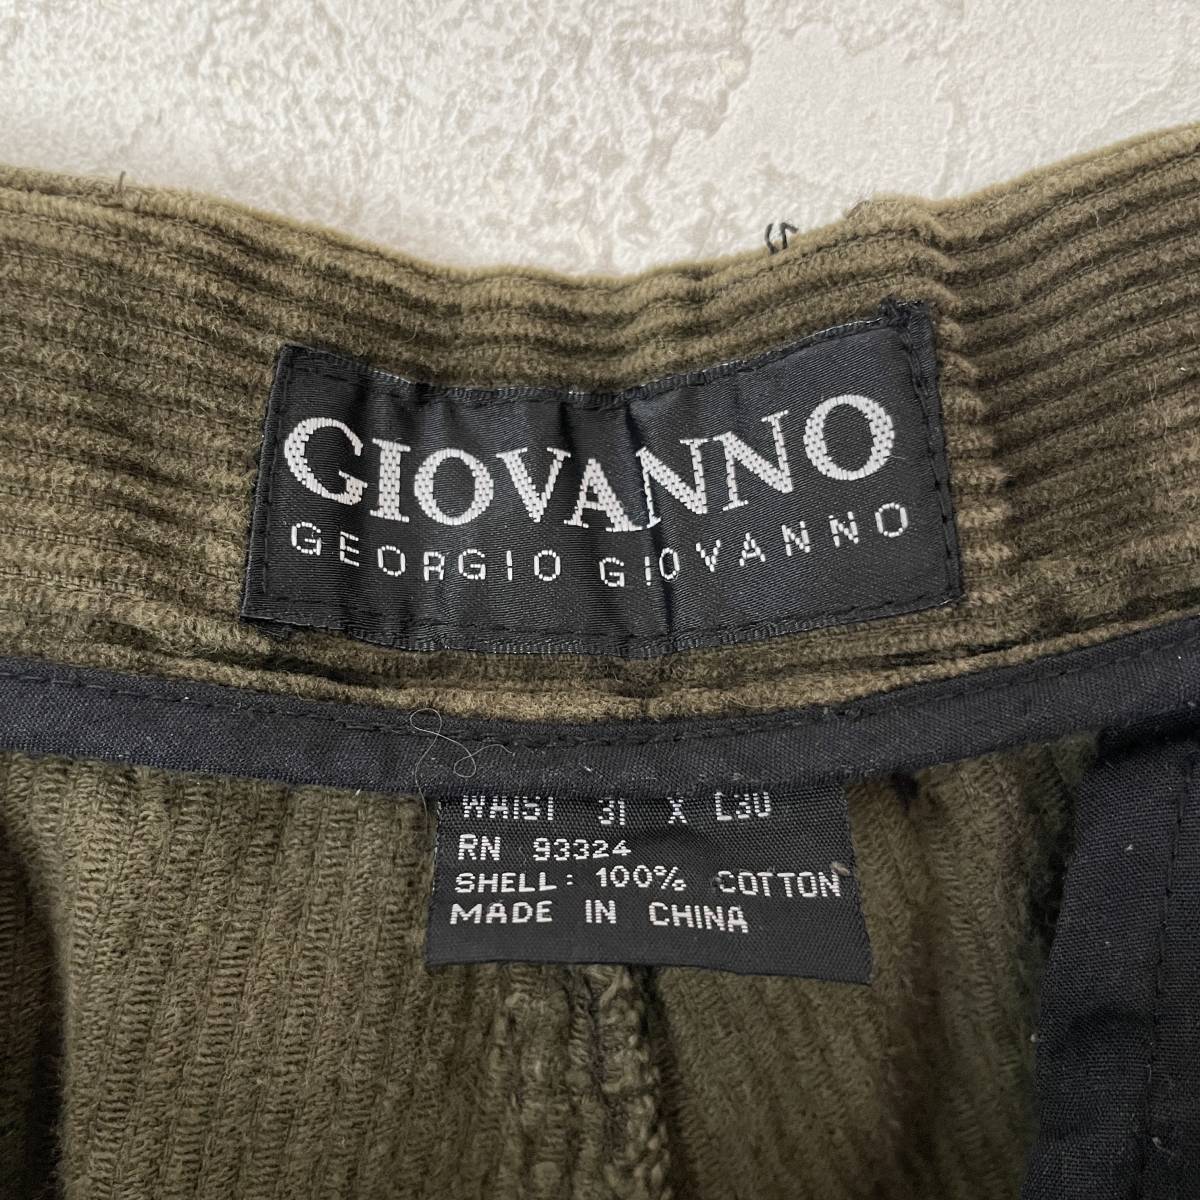 GIOVANNO
GEORGIO GIOVANNO
WAIST 31 X L30
RN 93324
SHELL: 100% COTTON
MADE IN CHINA